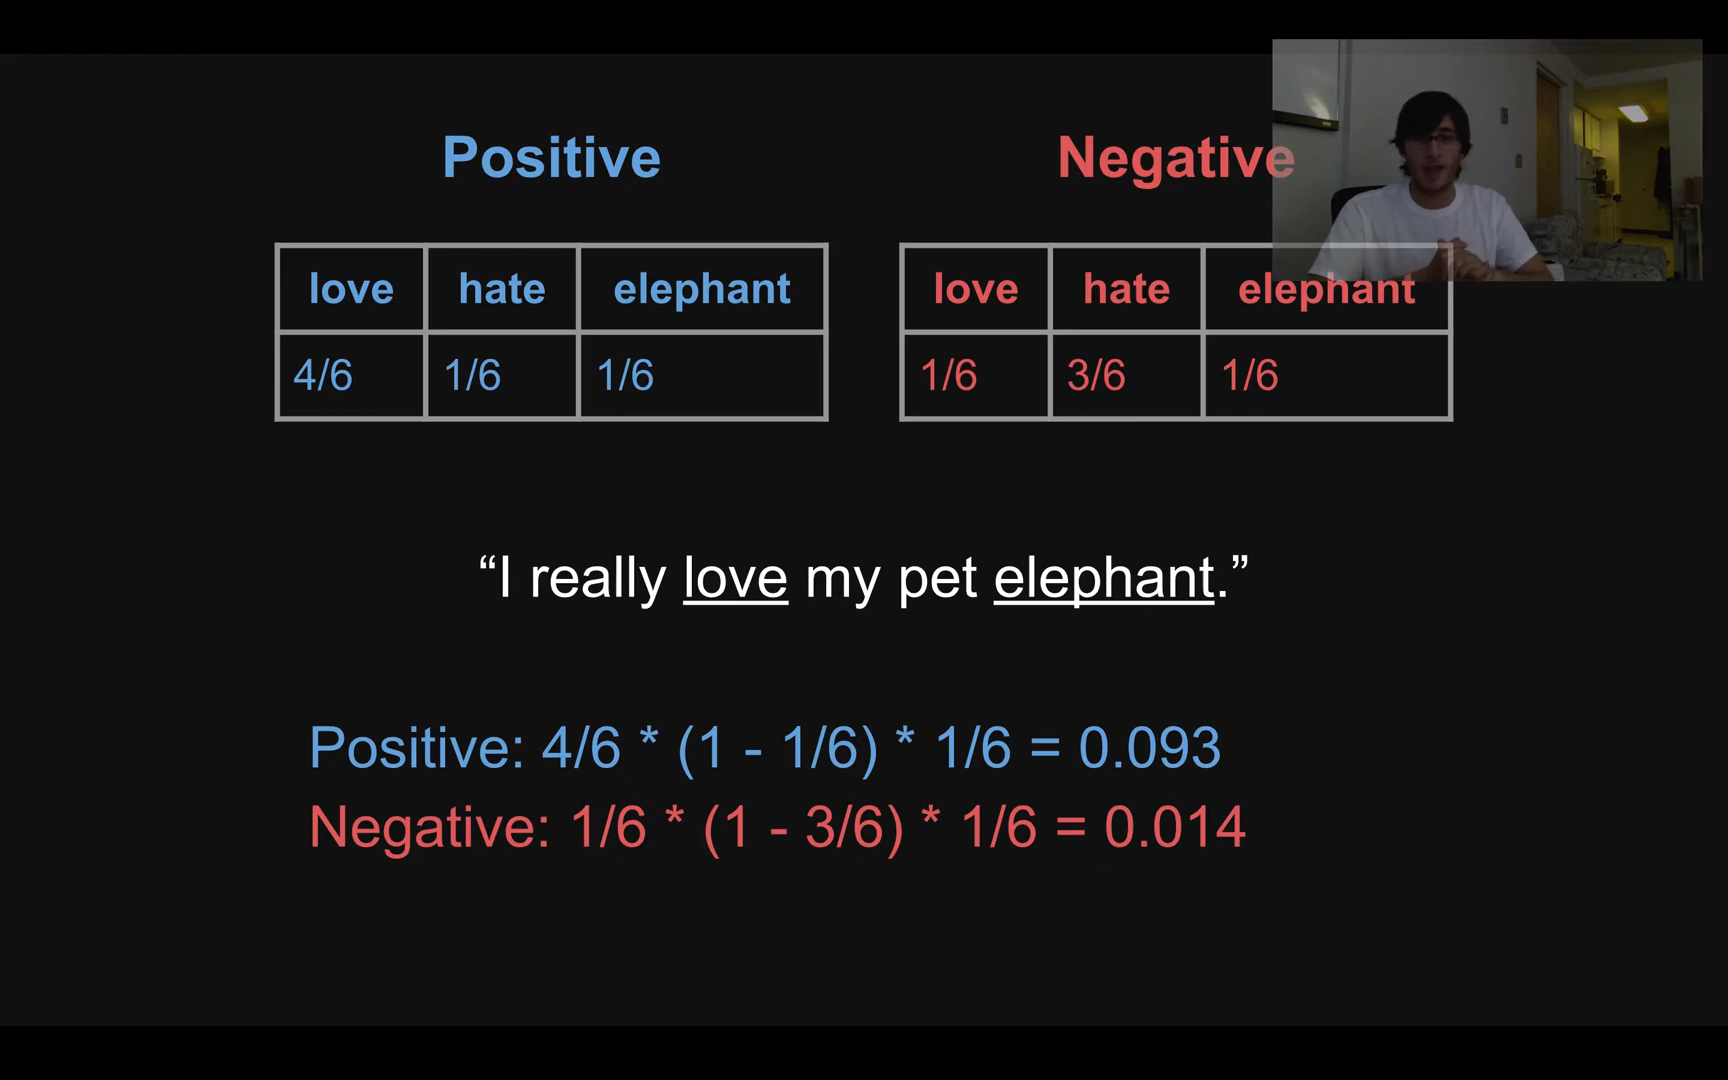 Positive
Negative
love hate elephant
4/6 1/6 1/6
love hate elephant
1/6 3/6 1/6
“I really love my pet elephant.”
Positive: 4/6 * (1 - 1/6) * 1/6 = 0.093
Negative: 1/6 * (1 - 3/6) * 1/6 = 0.014